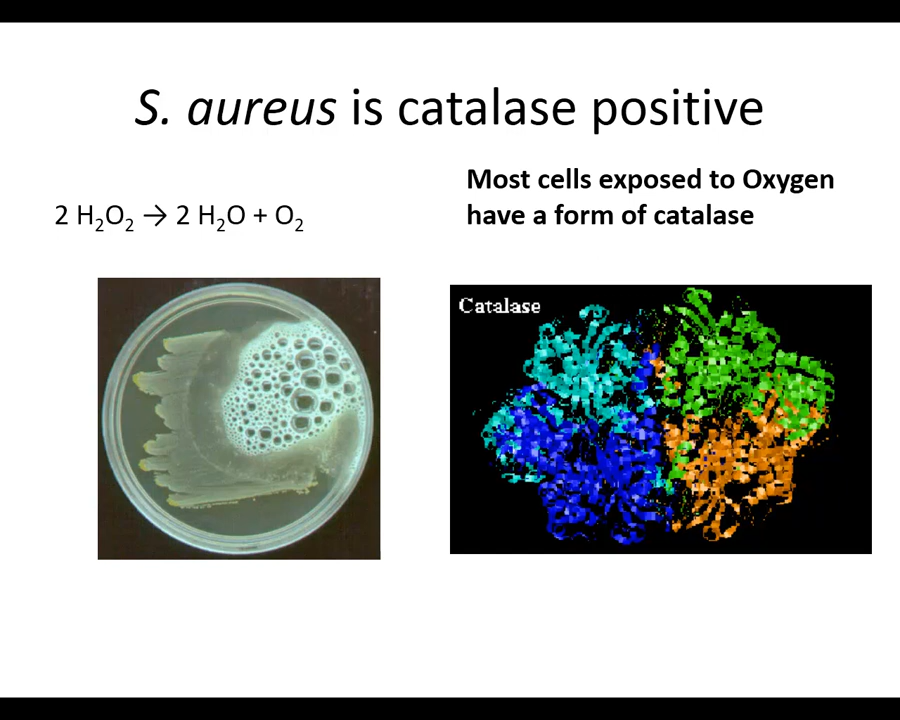 S. aureus is catalase positive
2 H₂O₂ → 2 H₂O + O₂
Most cells exposed to Oxygen
have a form of catalase
Catalase